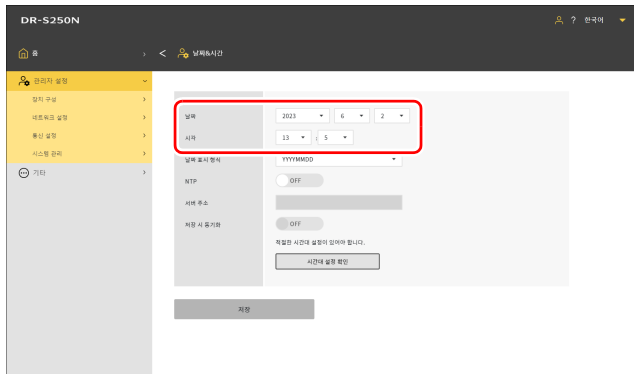 DR-S250N
? 한국어
홈
< 날짜&시간
관리자 설정
장치 구성
네트워크 설정
통신 설정
시스템 관리
기타
날짜 2023 6 2
시각 13 : 5
날짜 표시 형식 YYYYMMDD
NTP OFF
서버 주소
저장 시 동기화 OFF
적절한 시간대 설정이 있어야 합니다.
시간대 설정 확인
저장